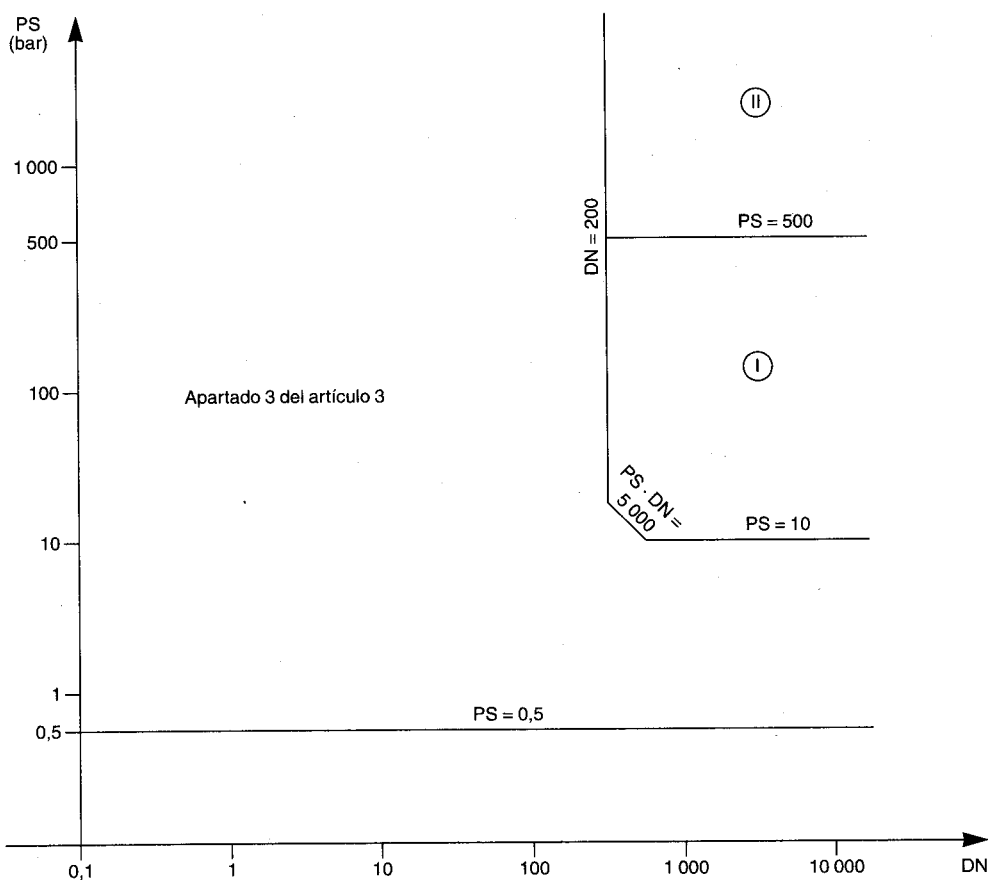 PS
(bar)
II
1 000
PS = 500
500
DN = 200
I
100
Apartado 3 del artículo 3
PS · DN =
5 000
PS = 10
10
1
PS = 0,5
0,5
0,1
1
10
100
1 000
10 000
DN